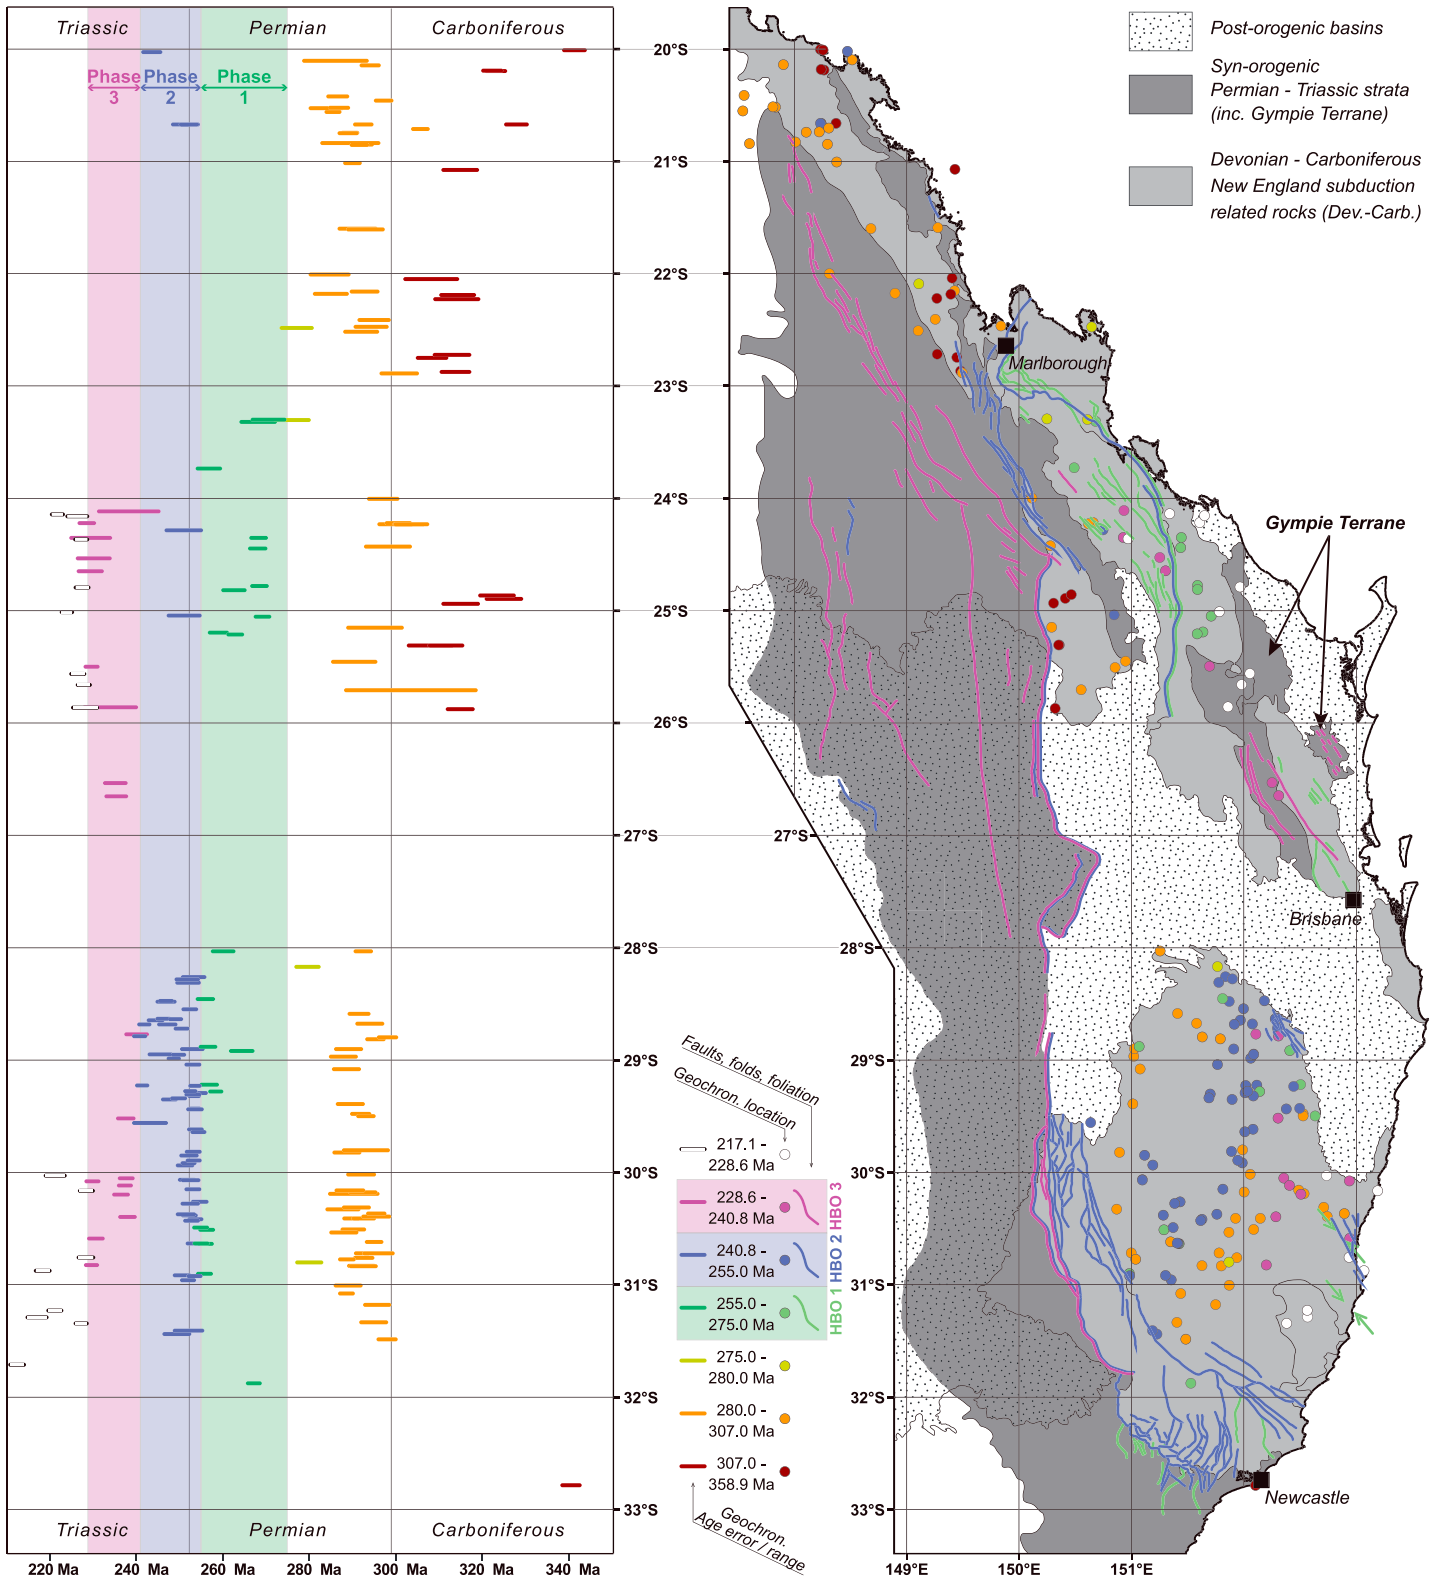 Triassic
Permian
Carboniferous
Phase
3
Phase
2
Phase
1
Triassic
Permian
Carboniferous
220 Ma
240 Ma
260 Ma
280 Ma
300 Ma
320 Ma
340 Ma
20°S
21°S
22°S
23°S
24°S
25°S
26°S
27°S
28°S
29°S
30°S
31°S
32°S
33°S
27°S
28°S
29°S
30°S
31°S
32°S
33°S
149°E
150°E
151°E
Post-orogenic basins
Syn-orogenic
Permian - Triassic strata
(inc. Gympie Terrane)
Devonian - Carboniferous
New England subduction
related rocks (Dev.-Carb.)
Marlborough
Gympie Terrane
Brisbane
Newcastle
Faults, folds, foliation
Geochron. location
217.1 -
228.6 Ma
228.6 -
240.8 Ma
HBO 3
240.8 -
255.0 Ma
HBO 2
255.0-
275.0 Ma
HBO 1
275.0 -
280.0 Ma
280.0 -
307.0 Ma
307.0 -
358.9 Ma
Geochron.
Age error / range